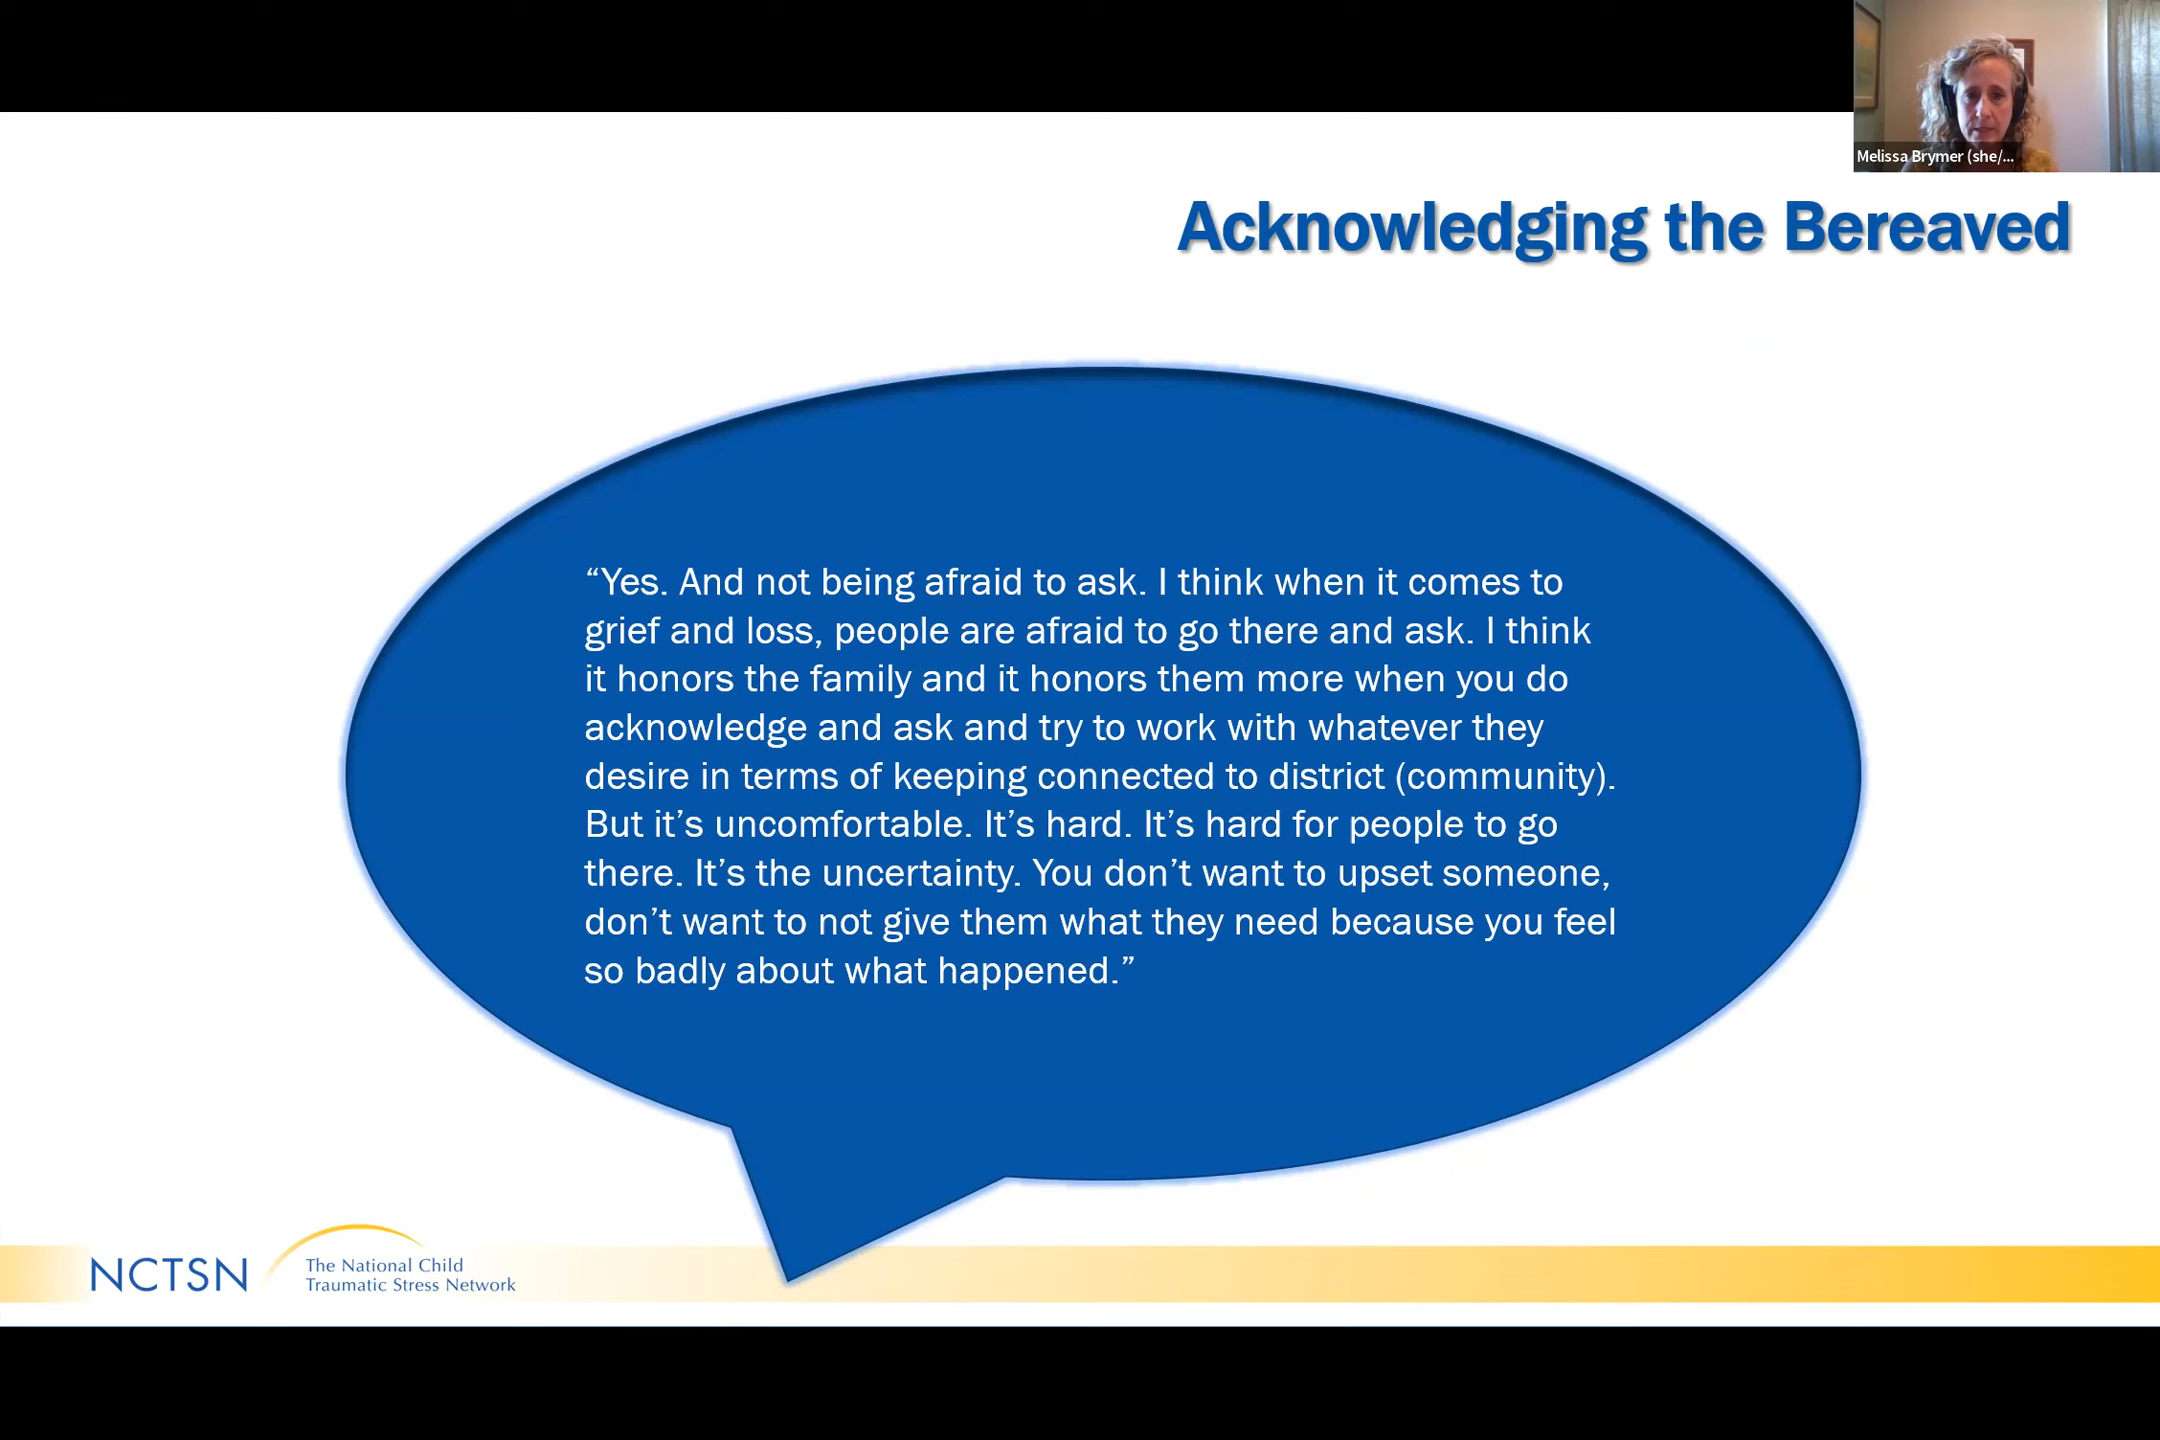 Melissa Brymer (she/...
Acknowledging the Bereaved
“Yes. And not being afraid to ask. I think when it comes to
grief and loss, people are afraid to go there and ask. I think
it honors the family and it honors them more when you do
acknowledge and ask and try to work with whatever they
desire in terms of keeping connected to district (community).
But it’s uncomfortable. It’s hard. It’s hard for people to go
there. It’s the uncertainty. You don’t want to upset someone,
don’t want to not give them what they need because you feel
so badly about what happened.”
NCTSN
The National Child
Traumatic Stress Network